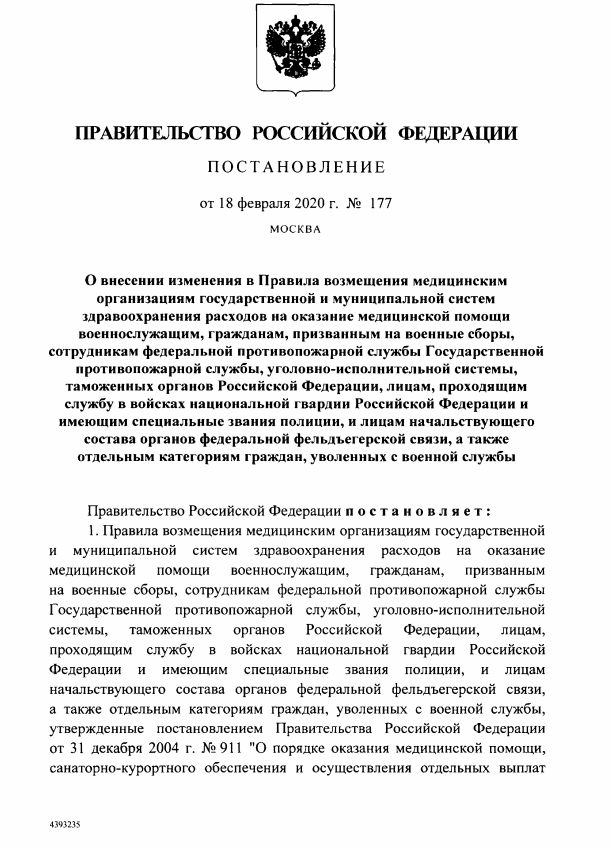 ПРАВИТЕЛЬСТВО РОССИЙСКОЙ ФЕДЕРАЦИИ
ПОСТАНОВЛЕНИЕ
от 18 февраля 2020 г. № 177
МОСКВА
О внесении изменения в Правила возмещения медицинским
организациям государственной и муниципальной систем
здравоохранения расходов на оказание медицинской помощи
военнослужащим, гражданам, призванным на военные сборы,
сотрудникам федеральной противопожарной службы Государственной
противопожарной службы, уголовно-исполнительной системы,
таможенных органов Российской Федерации, лицам, проходящим
службу в войсках национальной гвардии Российской Федерации и
имеющим специальные звания полиции, и лицам начальствующего
состава органов федеральной фельдъегерской связи, а также
отдельным категориям граждан, уволенных с военной службы
Правительство Российской Федерации постановляет:
1. Правила возмещения медицинским организациям государственной
и муниципальной систем здравоохранения расходов на оказание
медицинской помощи военнослужащим, гражданам, призванным
на военные сборы, сотрудникам федеральной противопожарной службы
Государственной противопожарной службы, уголовно-исполнительной
системы, таможенных органов Российской Федерации, лицам,
проходящим службу в войсках национальной гвардии Российской
Федерации и имеющим специальные звания полиции, и лицам
начальствующего состава органов федеральной фельдъегерской связи,
а также отдельным категориям граждан, уволенных с военной службы,
утвержденные постановлением Правительства Российской Федерации
от 31 декабря 2004 г. № 911 "О порядке оказания медицинской помощи,
санаторно-курортного обеспечения и осуществления отдельных выплат
4393235